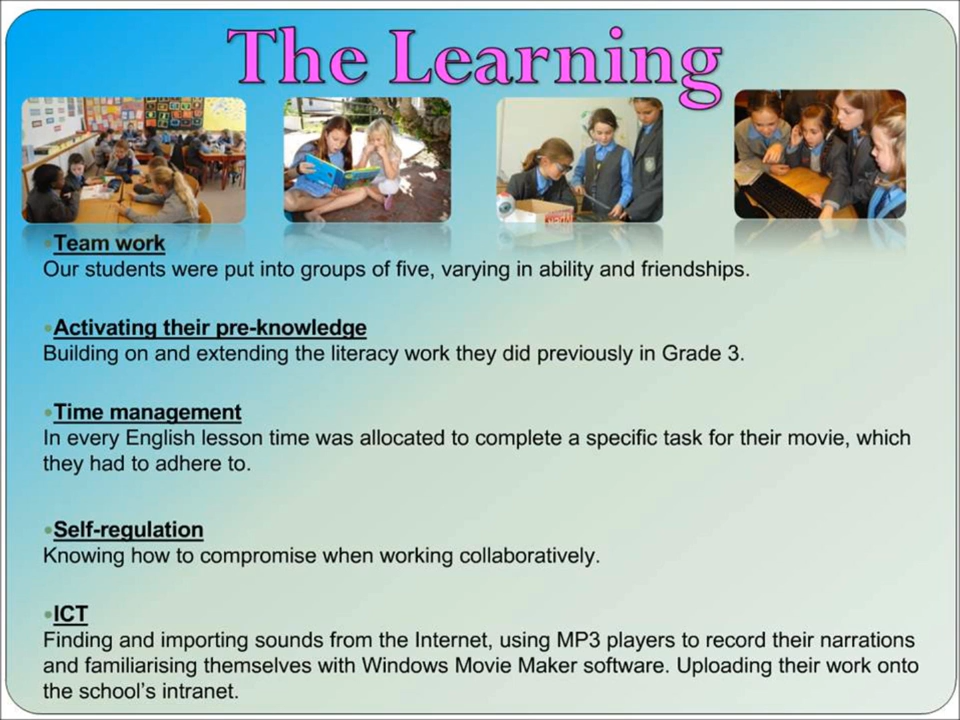 The Learning
•Team work
Our students were put into groups of five, varying in ability and friendships.
•Activating their pre-knowledge
Building on and extending the literacy work they did previously in Grade 3.
•Time management
In every English lesson time was allocated to complete a specific task for their movie, which
they had to adhere to.
•Self-regulation
Knowing how to compromise when working collaboratively.
•ICT
Finding and importing sounds from the Internet, using MP3 players to record their narrations
and familiarising themselves with Windows Movie Maker software. Uploading their work onto
the school’s intranet.